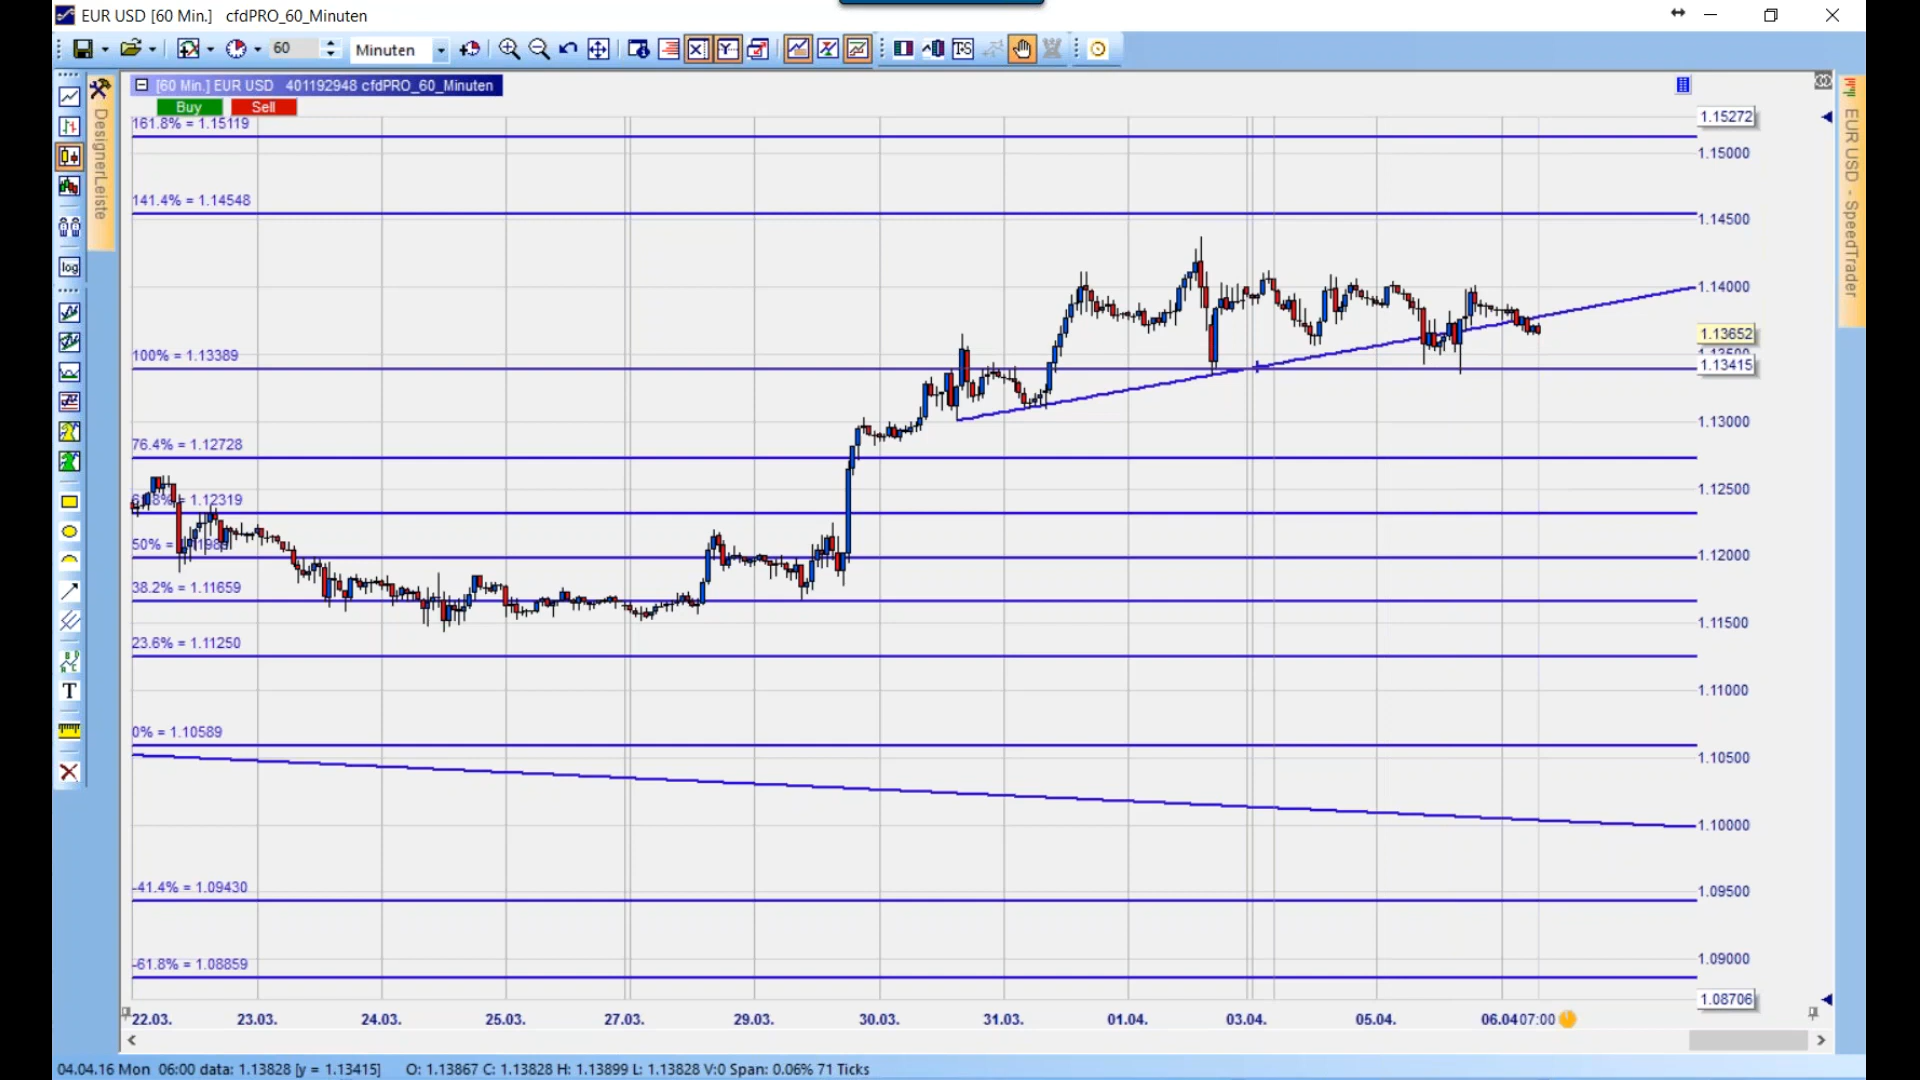 EUR USD [60 Min.] cfdPRO_60_Minuten
60 Minuten
T-S
[60 Min.] EUR USD 401192948 cfdPRO_60_Minuten
Buy Sell
DesignerLeiste
EUR USD - SpeedTrader
log
T
161.8% = 1.15119
141.4% = 1.14548
100% = 1.13389
76.4% = 1.12728
61.8% = 1.12319
50% =
38.2% = 1.11659
23.6% = 1.11250
0% = 1.10589
-41.4% = 1.09430
-61.8% = 1.08859
1.15272
1.15000
1.14500
1.14000
1.13652
1.13500
1.13415
1.13000
1.12500
1.12000
1.11500
1.11000
1.10500
1.10000
1.09500
1.09000
1.08706
22.03. 23.03. 24.03. 25.03. 27.03. 29.03. 30.03. 31.03. 01.04. 03.04. 05.04. 06.04 07:00
04.04.16 Mon 06:00 data: 1.13828 [y = 1.13415] O: 1.13867 C: 1.13828 H: 1.13899 L: 1.13828 V:0 Span: 0.06% 71 Ticks